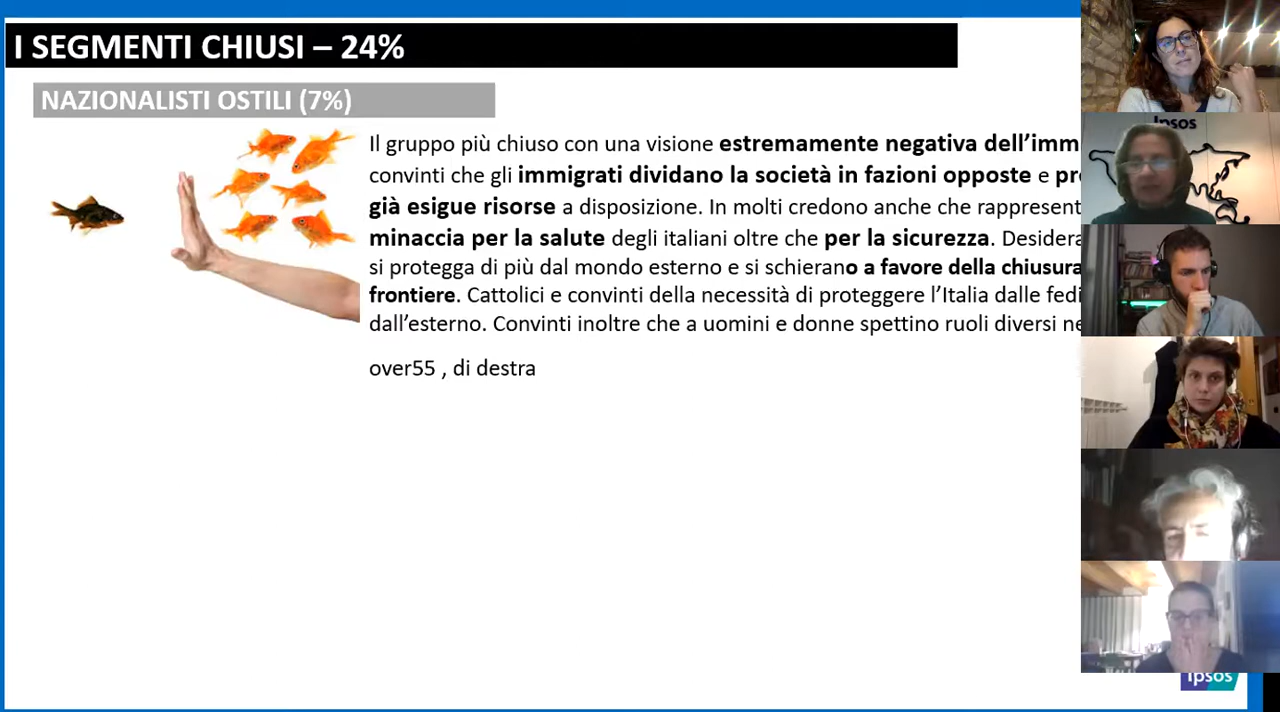 I SEGMENTI CHIUSI – 24%
NAZIONALISTI OSTILI (7%)
Il gruppo più chiuso con una visione estremamente negativa dell’imm
convinti che gli immigrati dividano la società in fazioni opposte e pr
già esigue risorse a disposizione. In molti credono anche che rappresent
minaccia per la salute degli italiani oltre che per la sicurezza. Desidera
si protegga di più dal mondo esterno e si schierano a favore della chiusura
frontiere. Cattolici e convinti della necessità di proteggere l’Italia dalle fedi
dall’esterno. Convinti inoltre che a uomini e donne spettino ruoli diversi ne
over55 , di destra
Ipsos
Ipsos